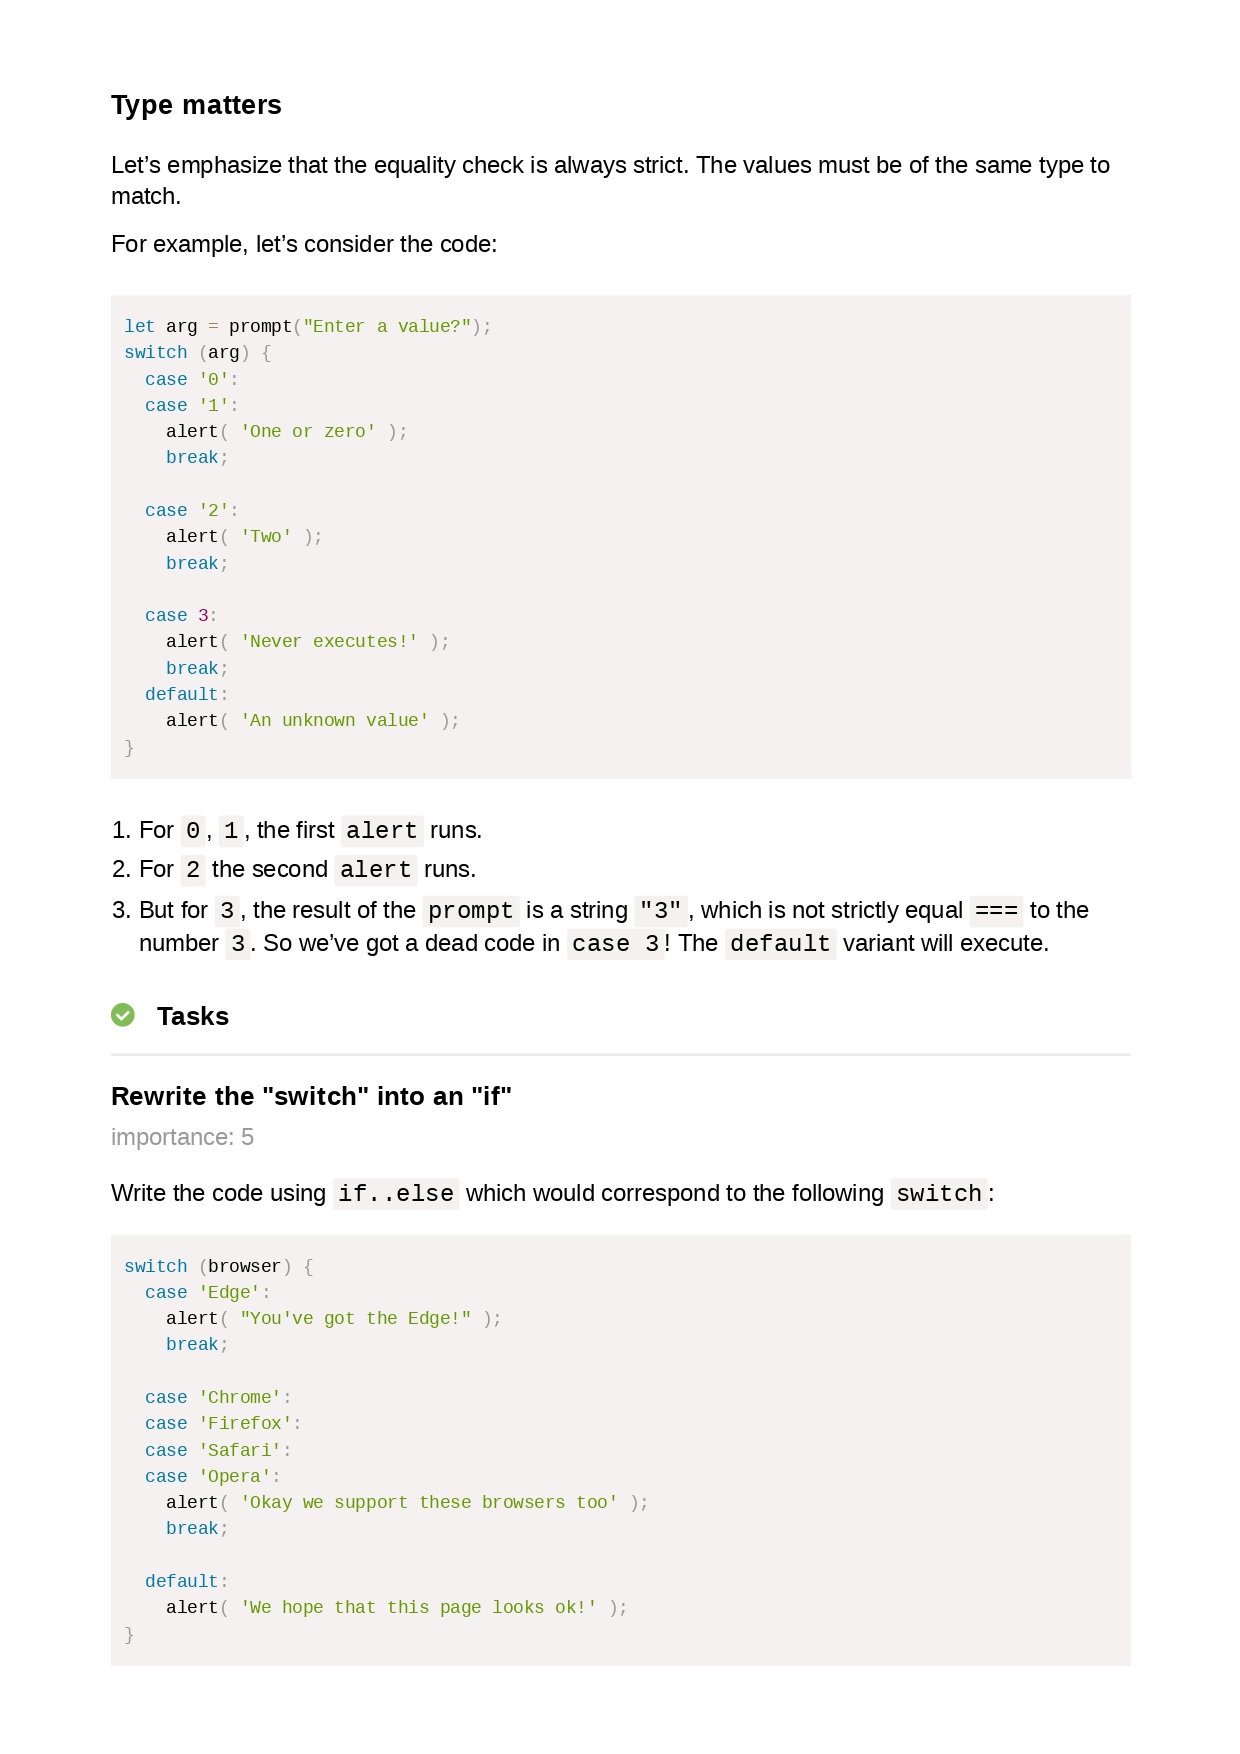 Type matters
Let’s emphasize that the equality check is always strict. The values must be of the same type to
match.
For example, let’s consider the code:
let arg = prompt("Enter a value?");
switch (arg) {
  case '0':
  case '1':
    alert( 'One or zero' );
    break;

  case '2':
    alert( 'Two' );
    break;

  case 3:
    alert( 'Never executes!' );
    break;
  default:
    alert( 'An unknown value' );
}
1. For 0, 1, the first alert runs.
2. For 2 the second alert runs.
3. But for 3, the result of the prompt is a string "3", which is not strictly equal === to the
number 3. So we’ve got a dead code in case 3! The default variant will execute.
Tasks
Rewrite the "switch" into an "if"
importance: 5
Write the code using if..else which would correspond to the following switch:
switch (browser) {
  case 'Edge':
    alert( "You've got the Edge!" );
    break;

  case 'Chrome':
  case 'Firefox':
  case 'Safari':
  case 'Opera':
    alert( 'Okay we support these browsers too' );
    break;

  default:
    alert( 'We hope that this page looks ok!' );
}